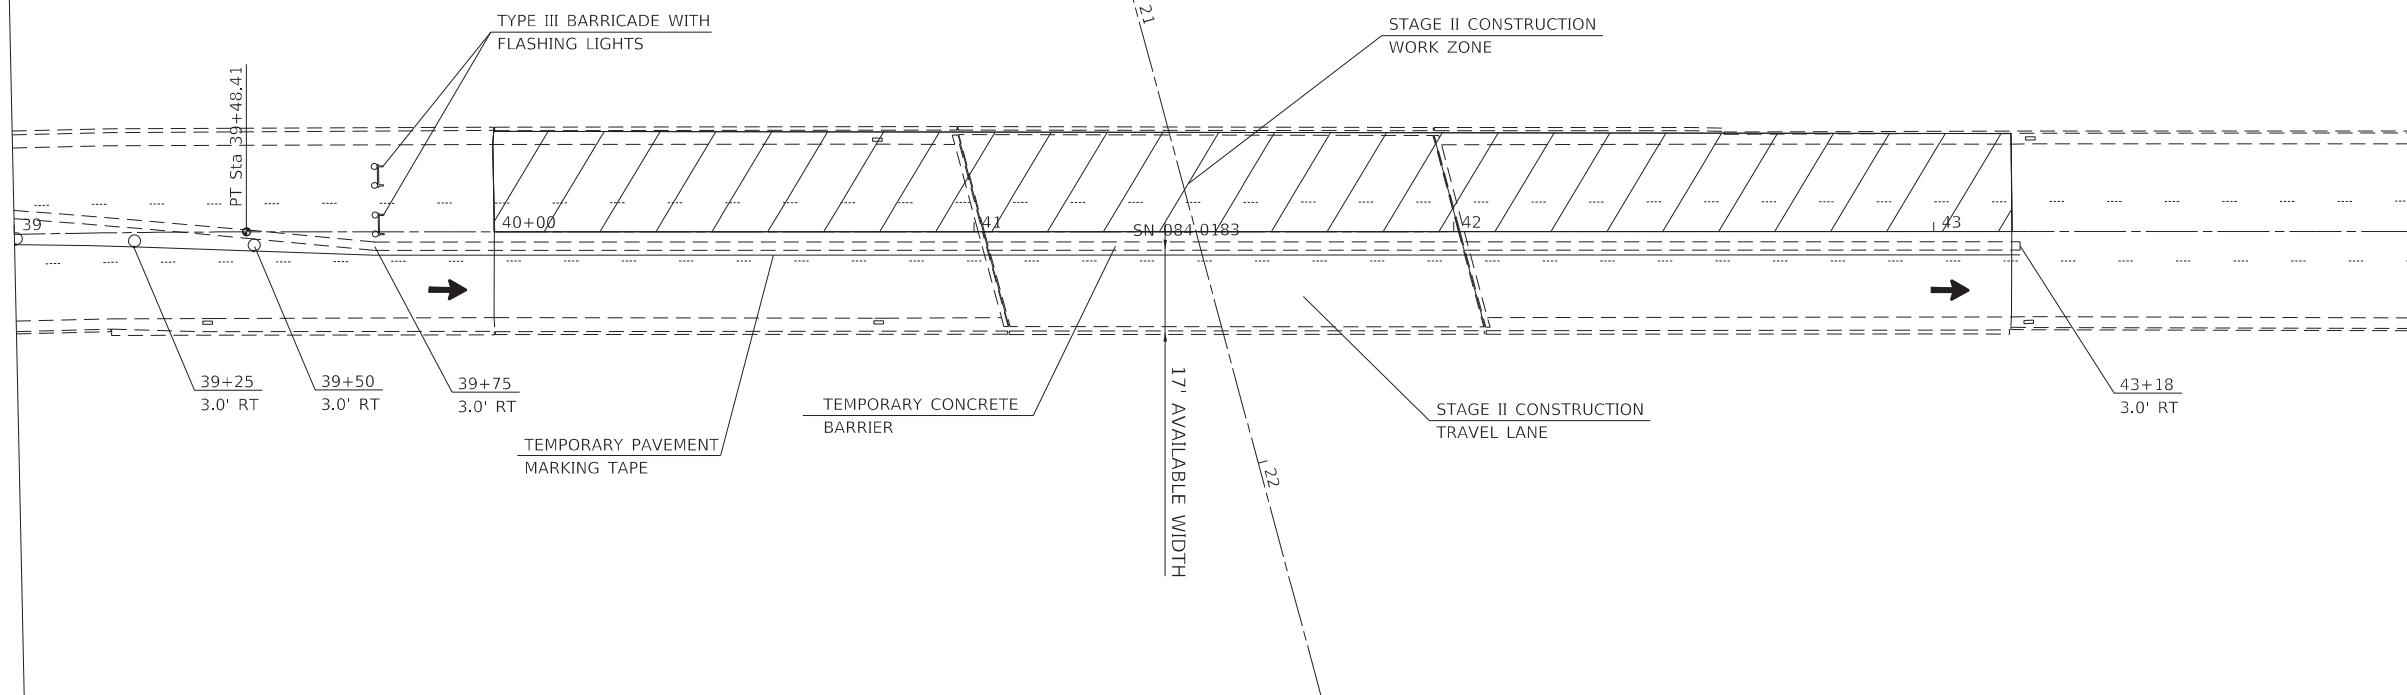 TYPE III BARRICADE WITH
FLASHING LIGHTS
21
STAGE II CONSTRUCTION
WORK ZONE
PT Sta 39+48.41
39
40+00
41
SN 084-0183
42
43
39+25
3.0' RT
39+50
3.0' RT
39+75
3.0' RT
TEMPORARY PAVEMENT
MARKING TAPE
TEMPORARY CONCRETE
BARRIER
17' AVAILABLE WIDTH
22
STAGE II CONSTRUCTION
TRAVEL LANE
43+18
3.0' RT